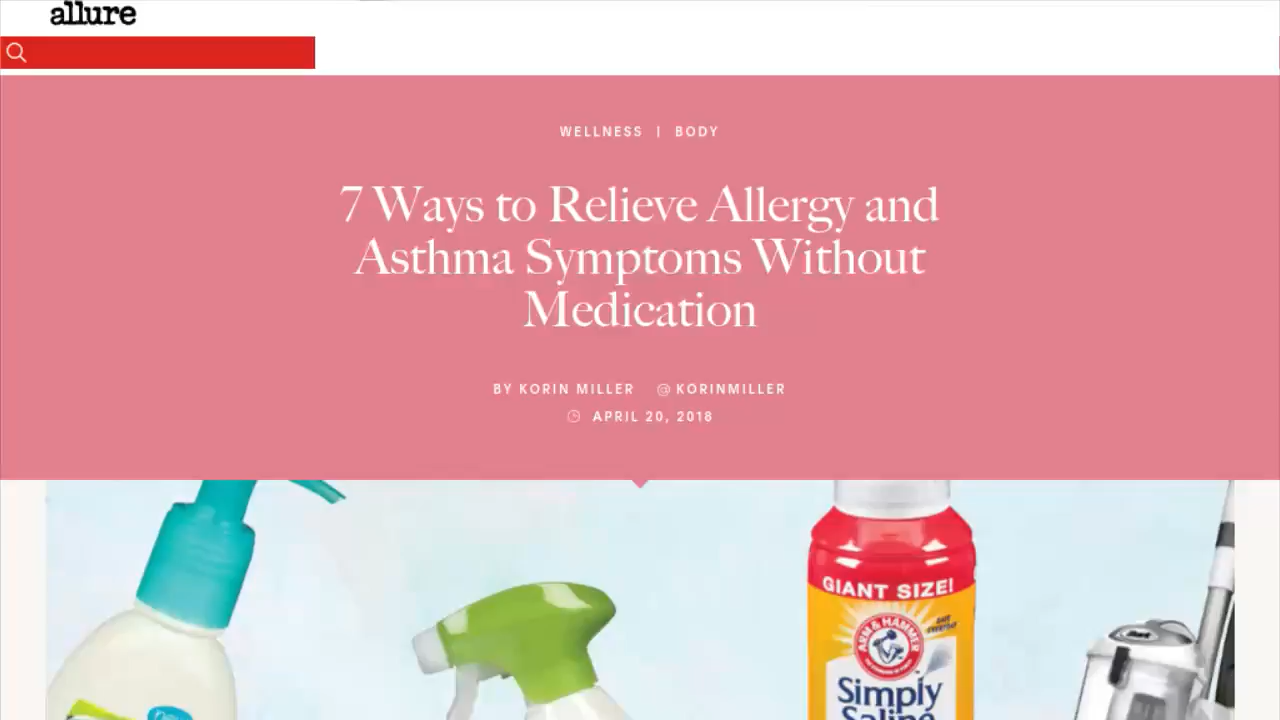 allure
WELLNESS | BODY
7 Ways to Relieve Allergy and
Asthma Symptoms Without
Medication
BY KORIN MILLER @KORINMILLER
APRIL 20, 2018
GIANT SIZE!
ARM & HAMMER
Simply
Saline